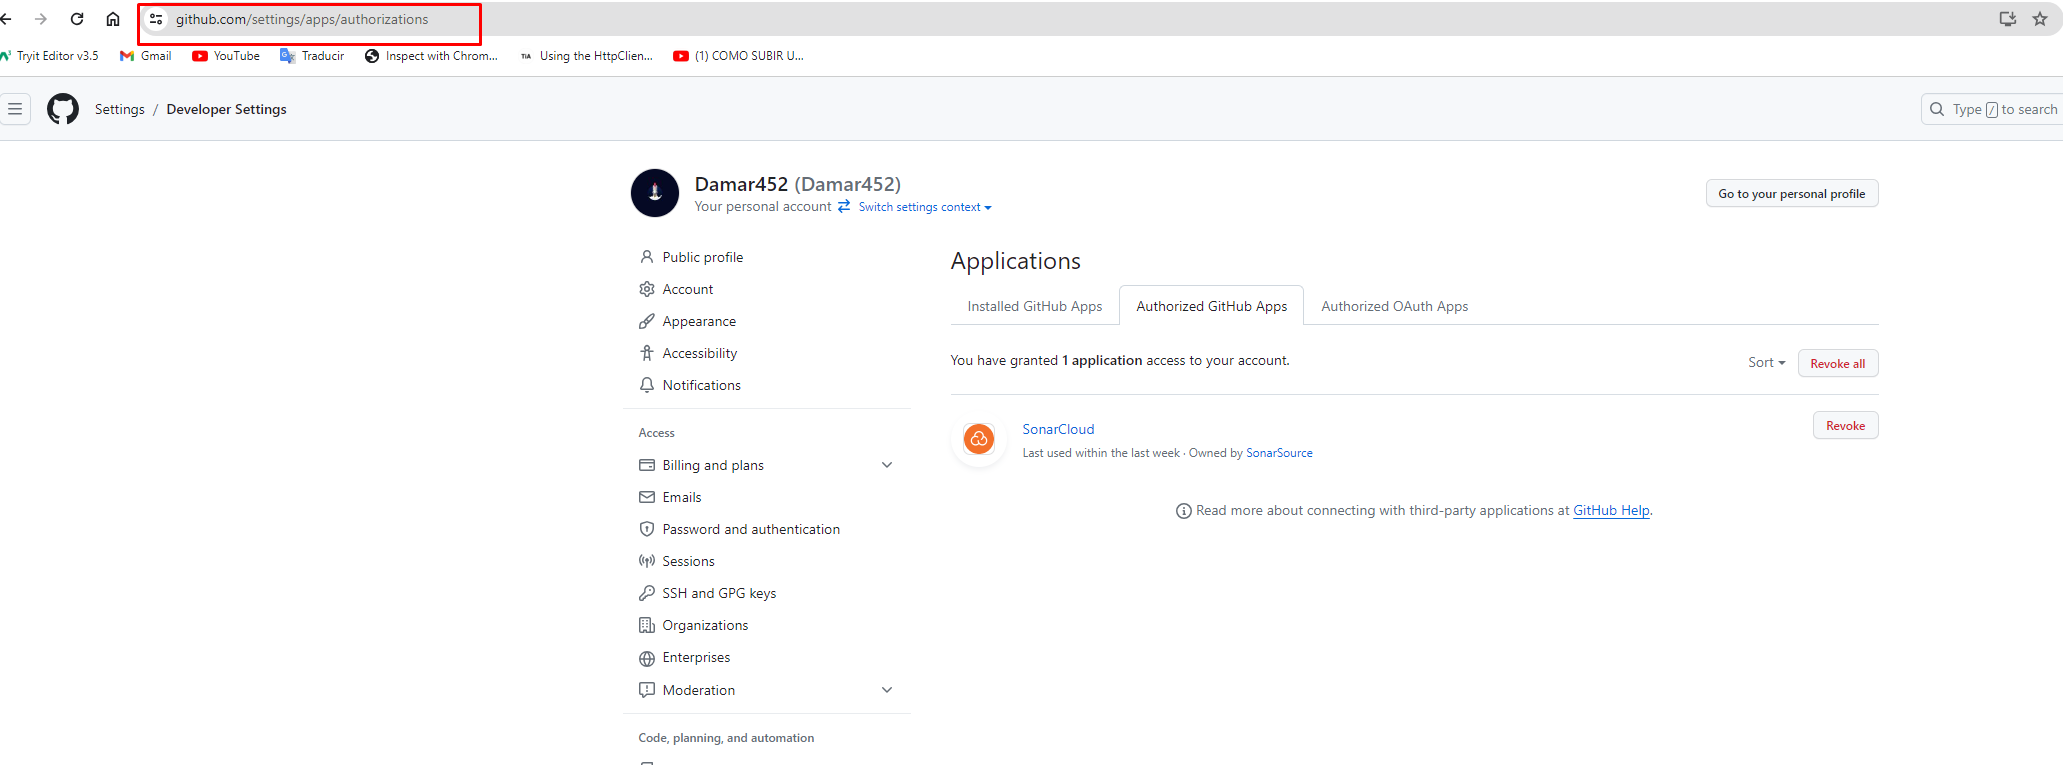 github.com/settings/apps/authorizations
Tryit Editor v3.5 Gmail YouTube Traducir Inspect with Chrom... TIA Using the HttpClien... (1) COMO SUBIR U...
Settings / Developer Settings
Type / to search
Damar452 (Damar452)
Your personal account Switch settings context
Go to your personal profile
Public profile
Account
Appearance
Accessibility
Notifications
Access
Billing and plans
Emails
Password and authentication
Sessions
SSH and GPG keys
Organizations
Enterprises
Moderation
Code, planning, and automation
Applications
Installed GitHub Apps Authorized GitHub Apps Authorized OAuth Apps
You have granted 1 application access to your account.
Sort Revoke all
SonarCloud
Last used within the last week · Owned by SonarSource
Revoke
Read more about connecting with third-party applications at GitHub Help.